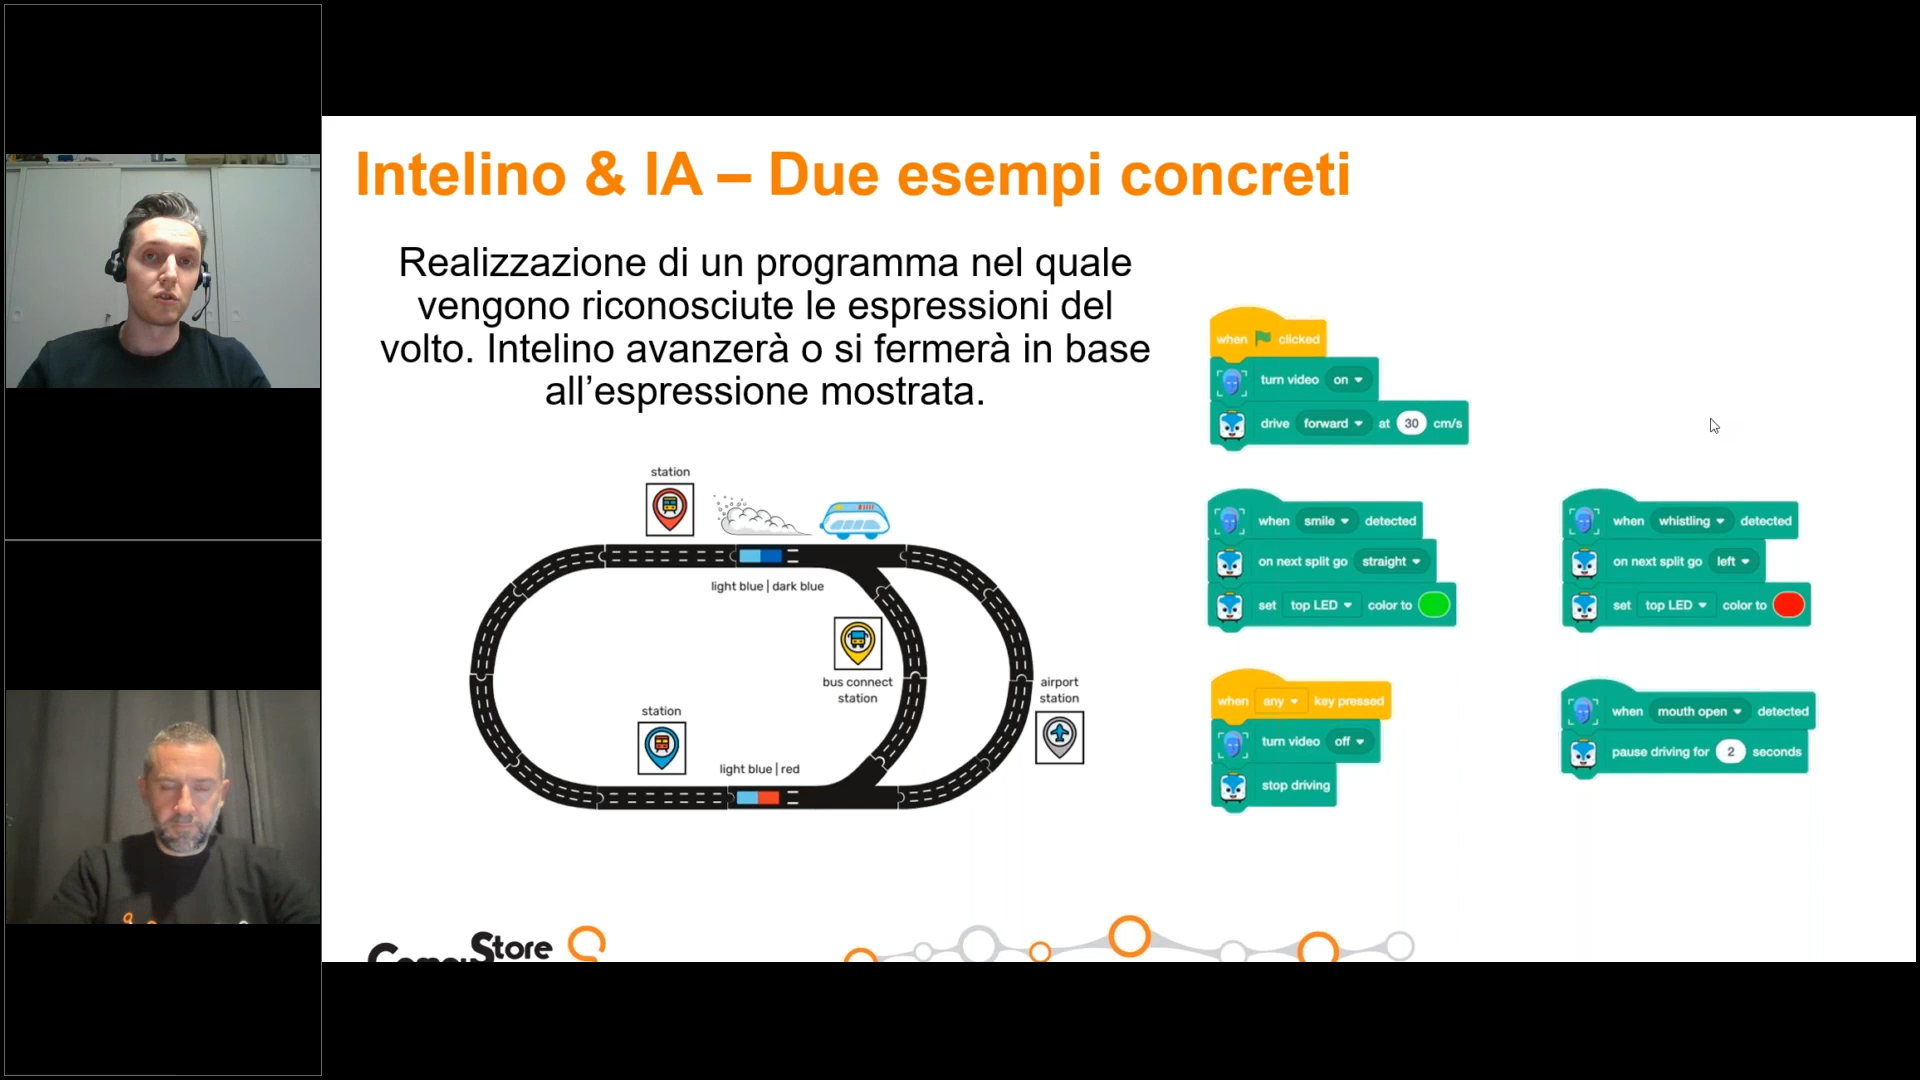 Intelino & IA – Due esempi concreti
Realizzazione di un programma nel quale
vengono riconosciute le espressioni del
volto. Intelino avanzerà o si fermerà in base
all’espressione mostrata.
station
light blue | dark blue
bus connect
station
airport
station
station
light blue | red
when clicked
turn video on
drive forward at 30 cm/s
when smile detected
on next split go straight
set top LED color to
when whistling detected
on next split go left
set top LED color to
when any key pressed
turn video off
stop driving
when mouth open detected
pause driving for 2 seconds
Store